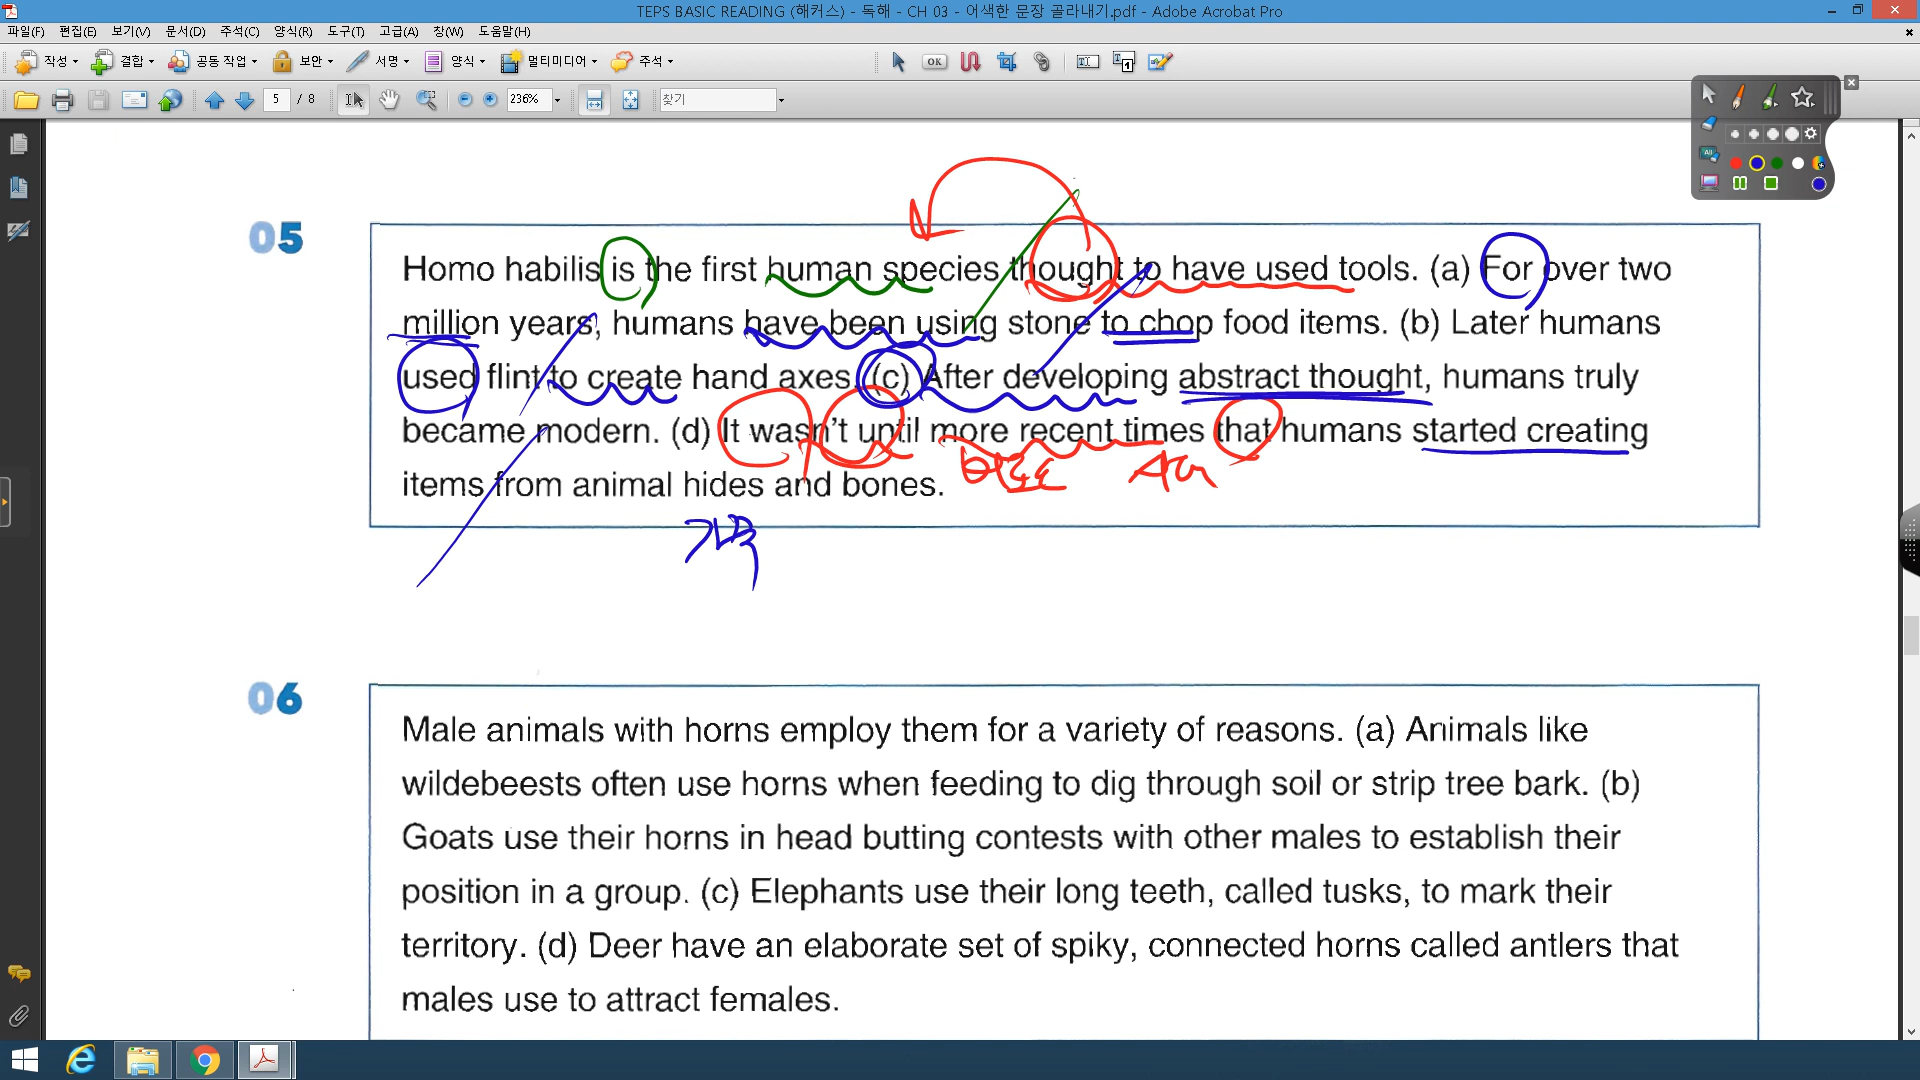 TEPS BASIC READING (해커스) - 독해 - CH 03 - 어색한 문장 골라내기.pdf - Adobe Acrobat Pro
파일(F) 편집(E) 보기(V) 문서(D) 주석(C) 양식(R) 도구(T) 고급(A) 창(W) 도움말(H)
작성 결합 공동 작업 보안 서명 양식 멀티미디어 주석 OK
5 / 8 236% 찾기
All
05
Homo habilis is the first human species thought to have used tools. (a) For over two
million years, humans have been using stone to chop food items. (b) Later humans
used flint to create hand axes. (c) After developing abstract thought, humans truly
became modern. (d) It wasn't until more recent times that humans started creating
items from animal hides and bones.
가죽
06
Male animals with horns employ them for a variety of reasons. (a) Animals like
wildebeests often use horns when feeding to dig through soil or strip tree bark. (b)
Goats use their horns in head butting contests with other males to establish their
position in a group. (c) Elephants use their long teeth, called tusks, to mark their
territory. (d) Deer have an elaborate set of spiky, connected horns called antlers that
males use to attract females.